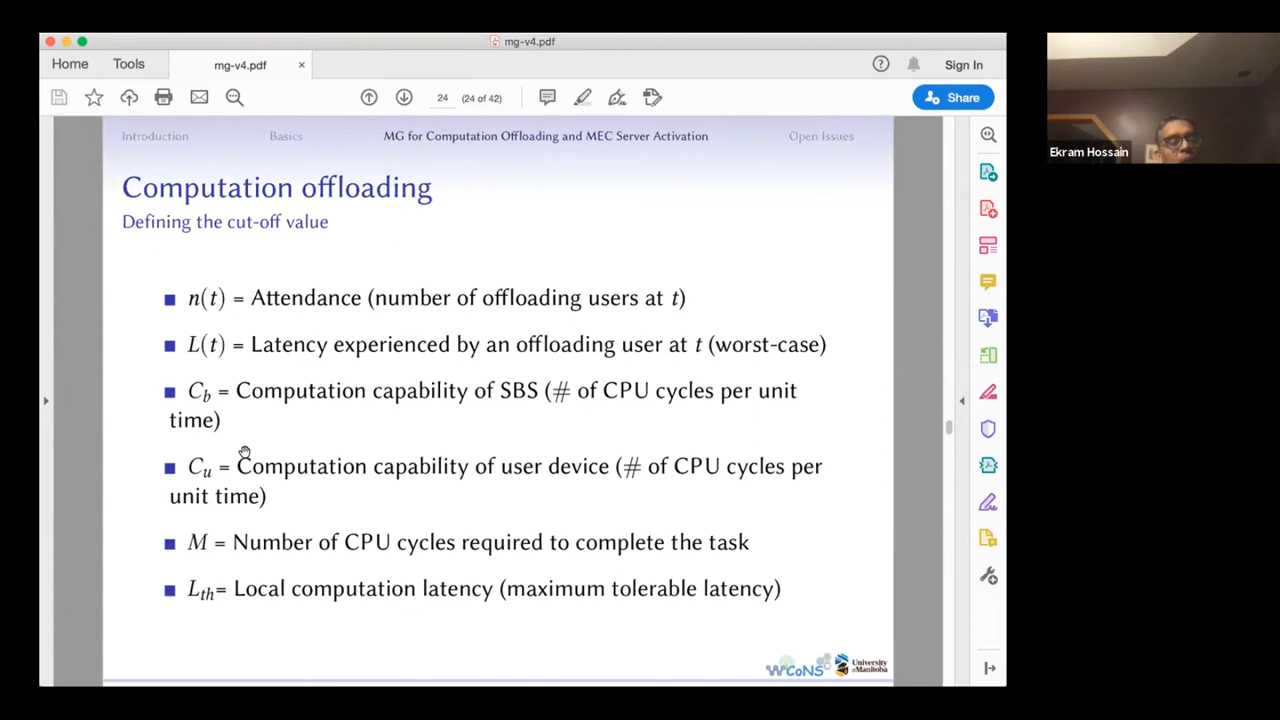 mg-v4.pdf
Home
Tools
mg-v4.pdf
×
Sign In
24
(24 of 42)
Share
Introduction
Basics
MG for Computation Offloading and MEC Server Activation
Open Issues
Computation offloading
Defining the cut-off value
n(t) = Attendance (number of offloading users at t)
L(t) = Latency experienced by an offloading user at t (worst-case)
C_b = Computation capability of SBS (# of CPU cycles per unit
time)
C_u = Computation capability of user device (# of CPU cycles per
unit time)
M = Number of CPU cycles required to complete the task
L_th= Local computation latency (maximum tolerable latency)
WCoNS
University
of Manitoba
Ekram Hossain